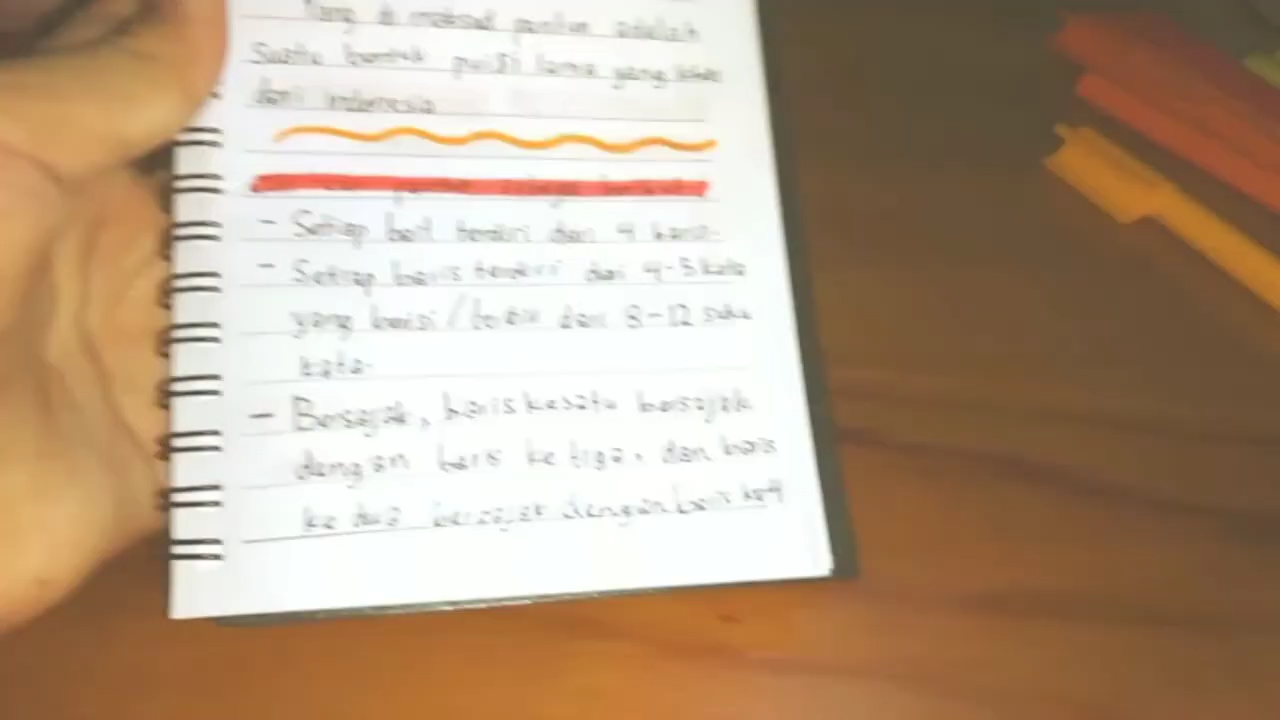 Yang di maksud pantun adalah
suatu bentuk puisi lama yang
dari Indonesia
- Setiap bait terdiri dari 4 baris.
- Setiap baris terdiri dari 4-5 kata
yang berisi / terdiri dari 8-12 suku
kata.
- Bersajak, baris kesatu bersajak
dengan baris ke tiga, dan baris
ke dua bersajak dengan baris ke-4